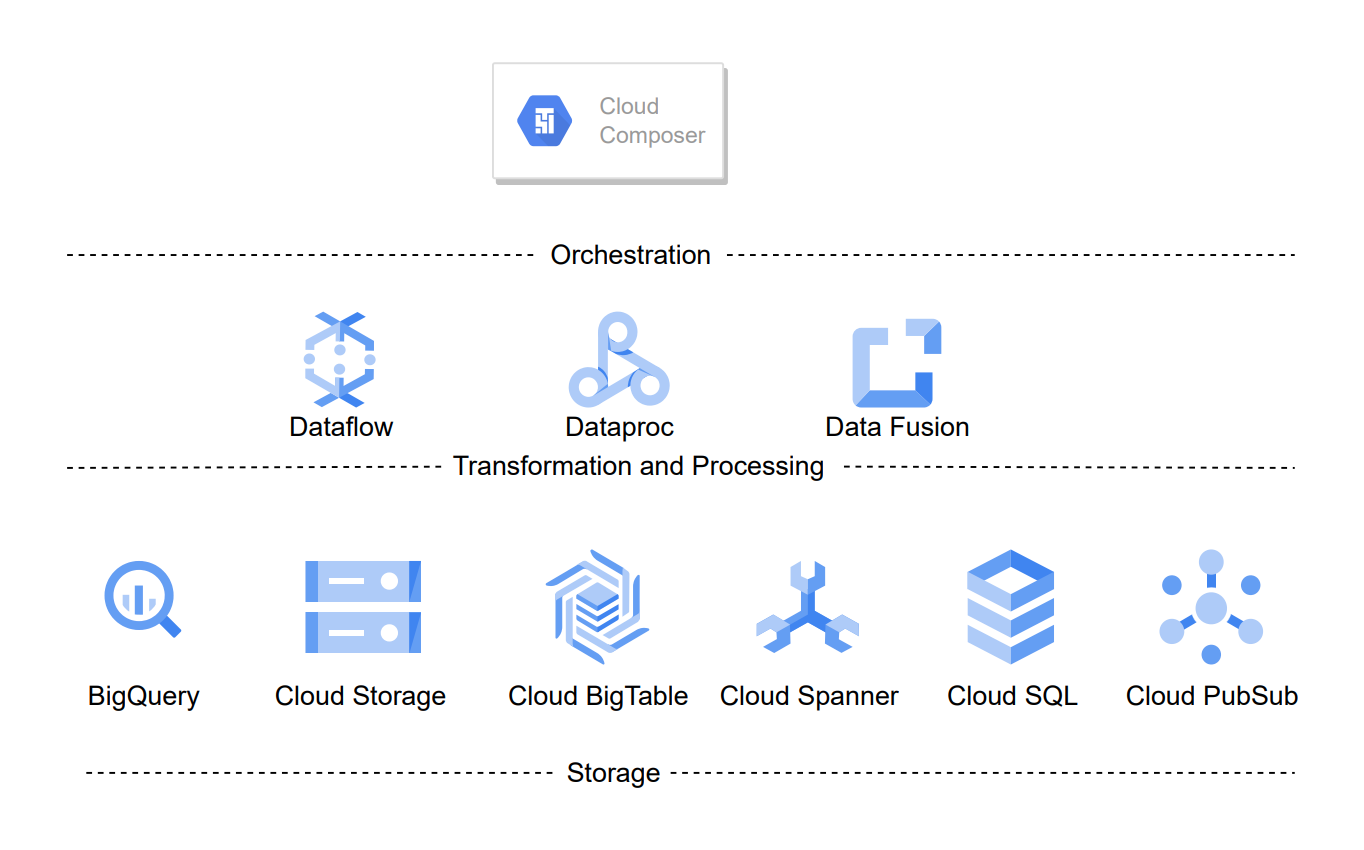 Cloud
Composer
Orchestration
Dataflow
Dataproc
Data Fusion
Transformation and Processing
BigQuery
Cloud Storage
Cloud BigTable
Cloud Spanner
Cloud SQL
Cloud PubSub
Storage